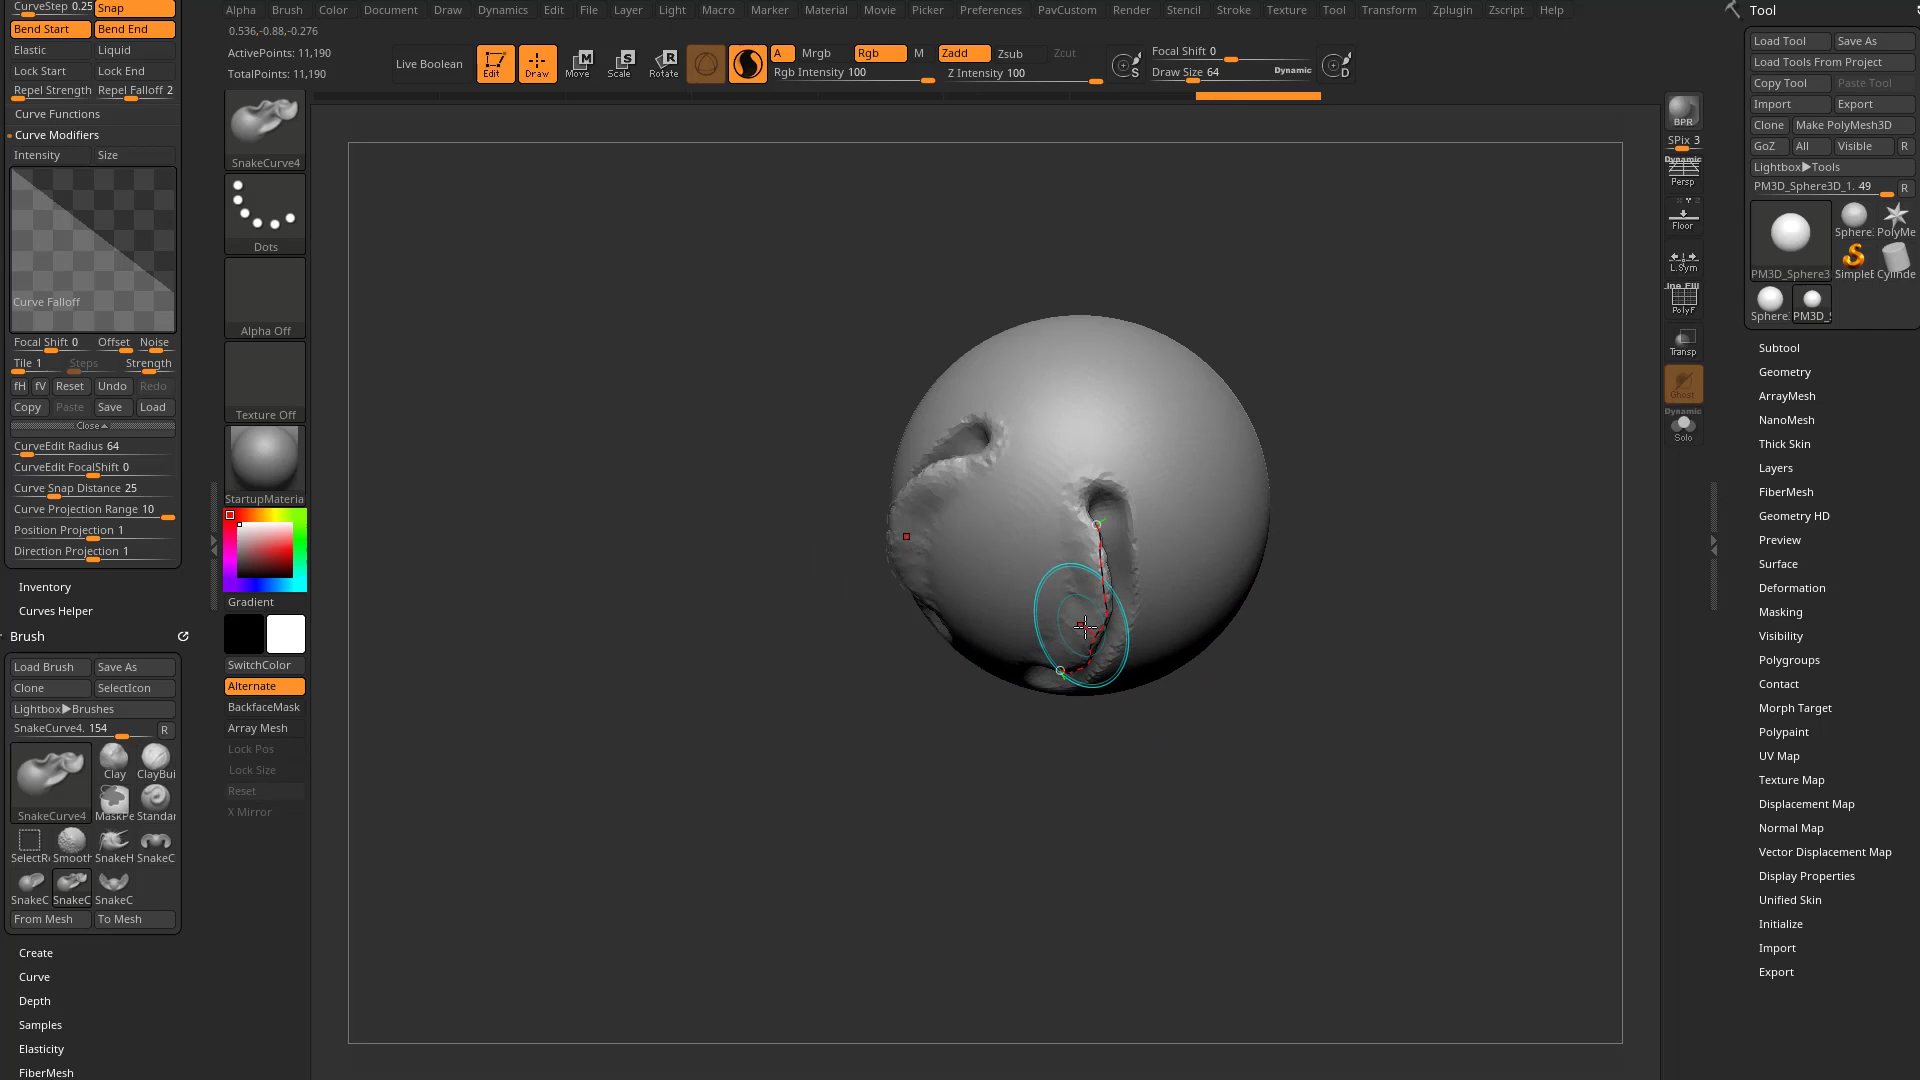 Alpha Brush Color Document Draw Dynamics Edit File Layer Light Macro Marker Material Movie Picker Preferences PavCustom Render Stencil Stroke Texture Tool Transform Zplugin Zscript Help
0.536,-0.88,-0.276
ActivePoints: 11,190
TotalPoints: 11,190
Live Boolean
Edit
Draw
Move
Scale
Rotate
A Mrgb Rgb M Zadd Zsub Zcut
Rgb Intensity 100 Z Intensity 100
Focal Shift 0
Draw Size 64 Dynamic
CurveStep 0.25 Snap
Bend Start Bend End
Elastic Liquid
Lock Start Lock End
Repel Strength Repel Falloff 2
Curve Functions
Curve Modifiers
Intensity Size
Curve Falloff
Focal Shift 0 Offset Noise
Tile 1 Steps Strength
fH fV Reset Undo Redo
Copy Paste Save Load
Close
CurveEdit Radius 64
CurveEdit FocalShift 0
Curve Snap Distance 25
Curve Projection Range 10
Position Projection 1
Direction Projection 1
Inventory
Curves Helper
Brush
Load Brush Save As
Clone SelectIcon
Lightbox▶Brushes
SnakeCurve4. 154 R
Clay ClayBui
SnakeCurve4 MaskPe Standar
SelectRe Smooth SnakeH SnakeC
SnakeC SnakeC SnakeC
From Mesh To Mesh
Create
Curve
Depth
Samples
Elasticity
FiberMesh
SnakeCurve4
Dots
Alpha Off
Texture Off
StartupMateria
Gradient
SwitchColor
Alternate
BackfaceMask
Array Mesh
Lock Pos
Lock Size
Reset
X Mirror
BPR
SPix 3
Dynamic
Persp
Floor
L.Sym
Line Fill
PolyF
Transp
Ghost
Dynamic
Solo
Tool
Load Tool Save As
Load Tools From Project
Copy Tool Paste Tool
Import Export
Clone Make PolyMesh3D
GoZ All Visible R
Lightbox▶Tools
PM3D_Sphere3D_1. 49 R
Sphere: PolyMe
PM3D_Sphere3 SimpleE Cylinde
Sphere: PM3D_S
Subtool
Geometry
ArrayMesh
NanoMesh
Thick Skin
Layers
FiberMesh
Geometry HD
Preview
Surface
Deformation
Masking
Visibility
Polygroups
Contact
Morph Target
Polypaint
UV Map
Texture Map
Displacement Map
Normal Map
Vector Displacement Map
Display Properties
Unified Skin
Initialize
Import
Export